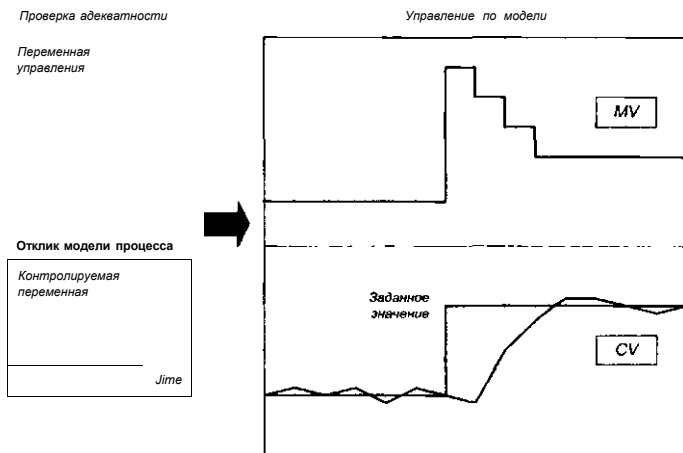 Проверка адекватности
Управление по модели
Переменная
управления
MV
Отклик модели процесса
Контролируемая
переменная
Jime
Заданное
значение
CV